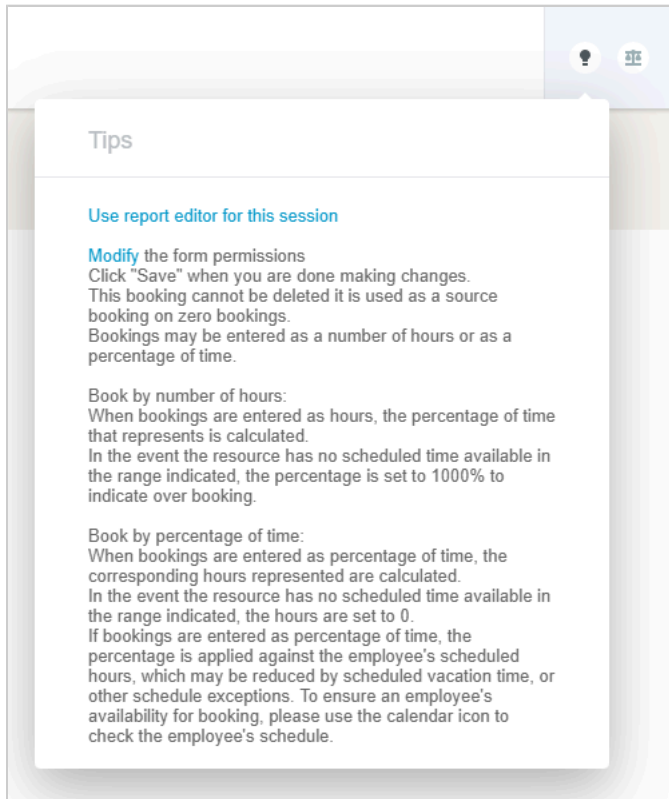 Tips
Use report editor for this session
Modify the form permissions
Click "Save" when you are done making changes.
This booking cannot be deleted it is used as a source
booking on zero bookings.
Bookings may be entered as a number of hours or as a
percentage of time.
Book by number of hours:
When bookings are entered as hours, the percentage of time
that represents is calculated.
In the event the resource has no scheduled time available in
the range indicated, the percentage is set to 1000% to
indicate over booking.
Book by percentage of time:
When bookings are entered as percentage of time, the
corresponding hours represented are calculated.
In the event the resource has no scheduled time available in
the range indicated, the hours are set to 0.
If bookings are entered as percentage of time, the
percentage is applied against the employee's scheduled
hours, which may be reduced by scheduled vacation time, or
other schedule exceptions. To ensure an employee's
availability for booking, please use the calendar icon to
check the employee's schedule.